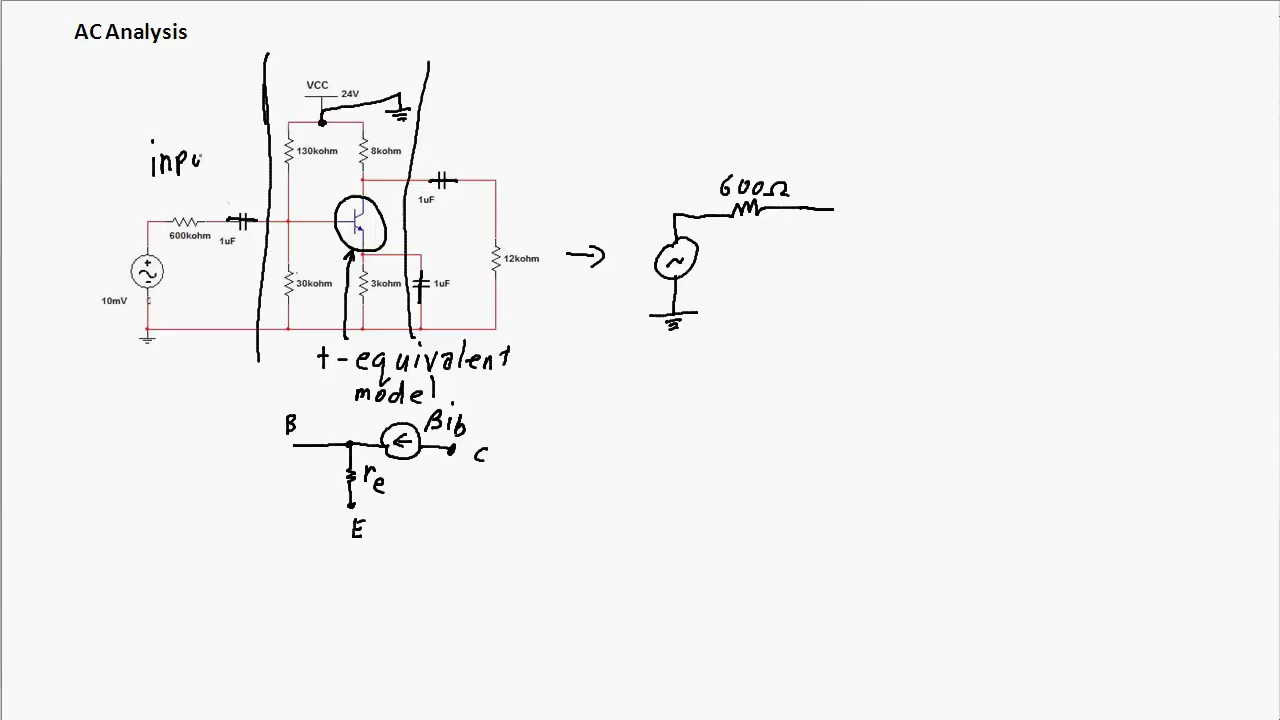 AC Analysis
VCC
24V
130kohm
8kohm
inpu
1uF
600kohm
1uF
600Ω
12kohm
30kohm
3kohm
1uF
10mV
t-equivalent
model
B
βib
C
re
E